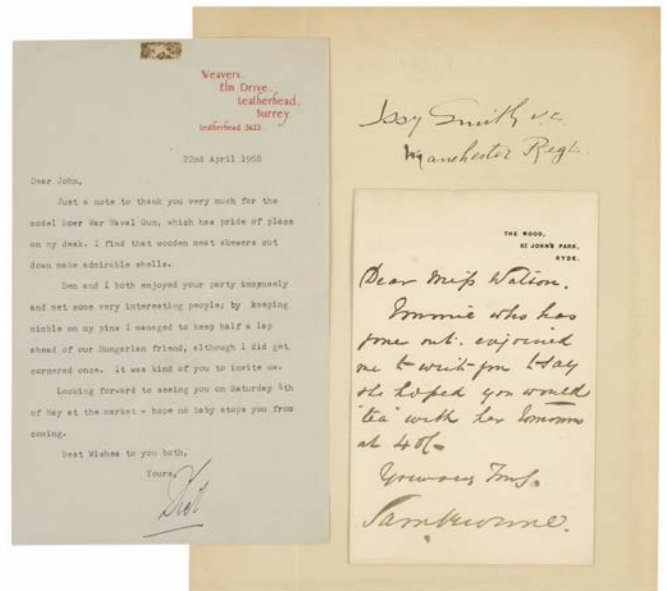 Weavers.
Elm Drive.
Leatherhead.
Surrey
Leatherhead 3633
22nd April 1968
Dear John,
Just a note to thank you very much for the
model Boer War Naval Gun, which has pride of place
on my desk. I find that wooden meat skewers cut
down make admirable shells.
Den and I both enjoyed your party immensely
and met some very interesting people; by keeping
nimble on my pins I managed to keep half a lap
ahead of our Hungarian friend, although I did get
cornered once. It was kind of you to invite us.
Looking forward to seeing you on Saturday 4th
of May at the market - hope no baby stops you from
coming.
Best Wishes to you both,
Yours,
Issy Smith V.C.
Manchester Regt.
THE WOOD,
ST JOHN'S PARK,
RYDE.
Dear Miss Watson.
who has
gone out. enjoined
me to write you to say
she hoped you would
"tea" with her tomorrow
at 4